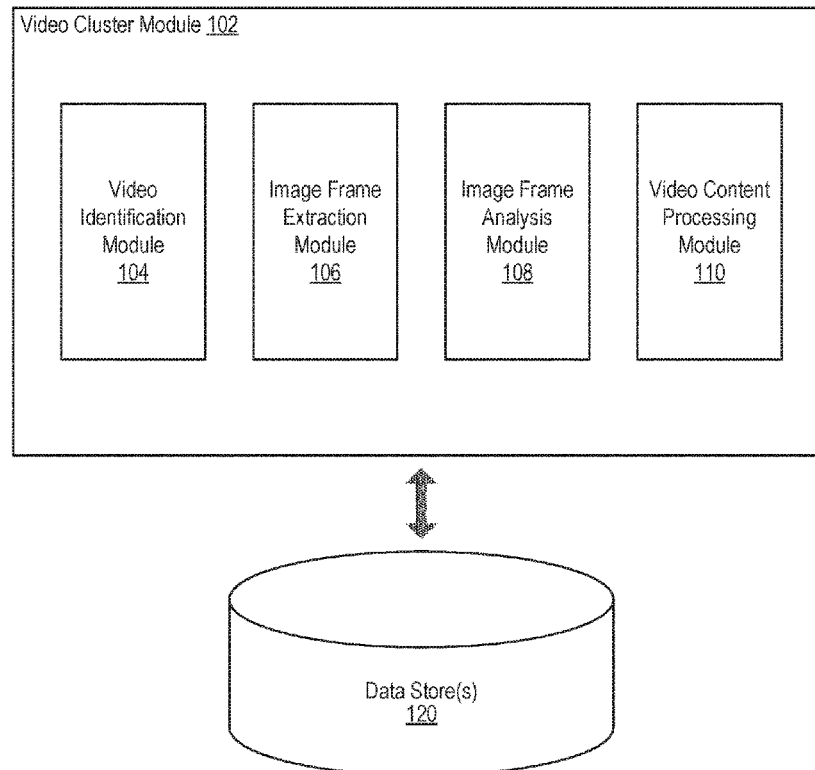 Video Cluster Module 102
Video
Identification
Module
104
Image Frame
Extraction
Module
106
Image Frame
Analysis
Module
108
Video Content
Processing
Module
110
Data Store(s)
120